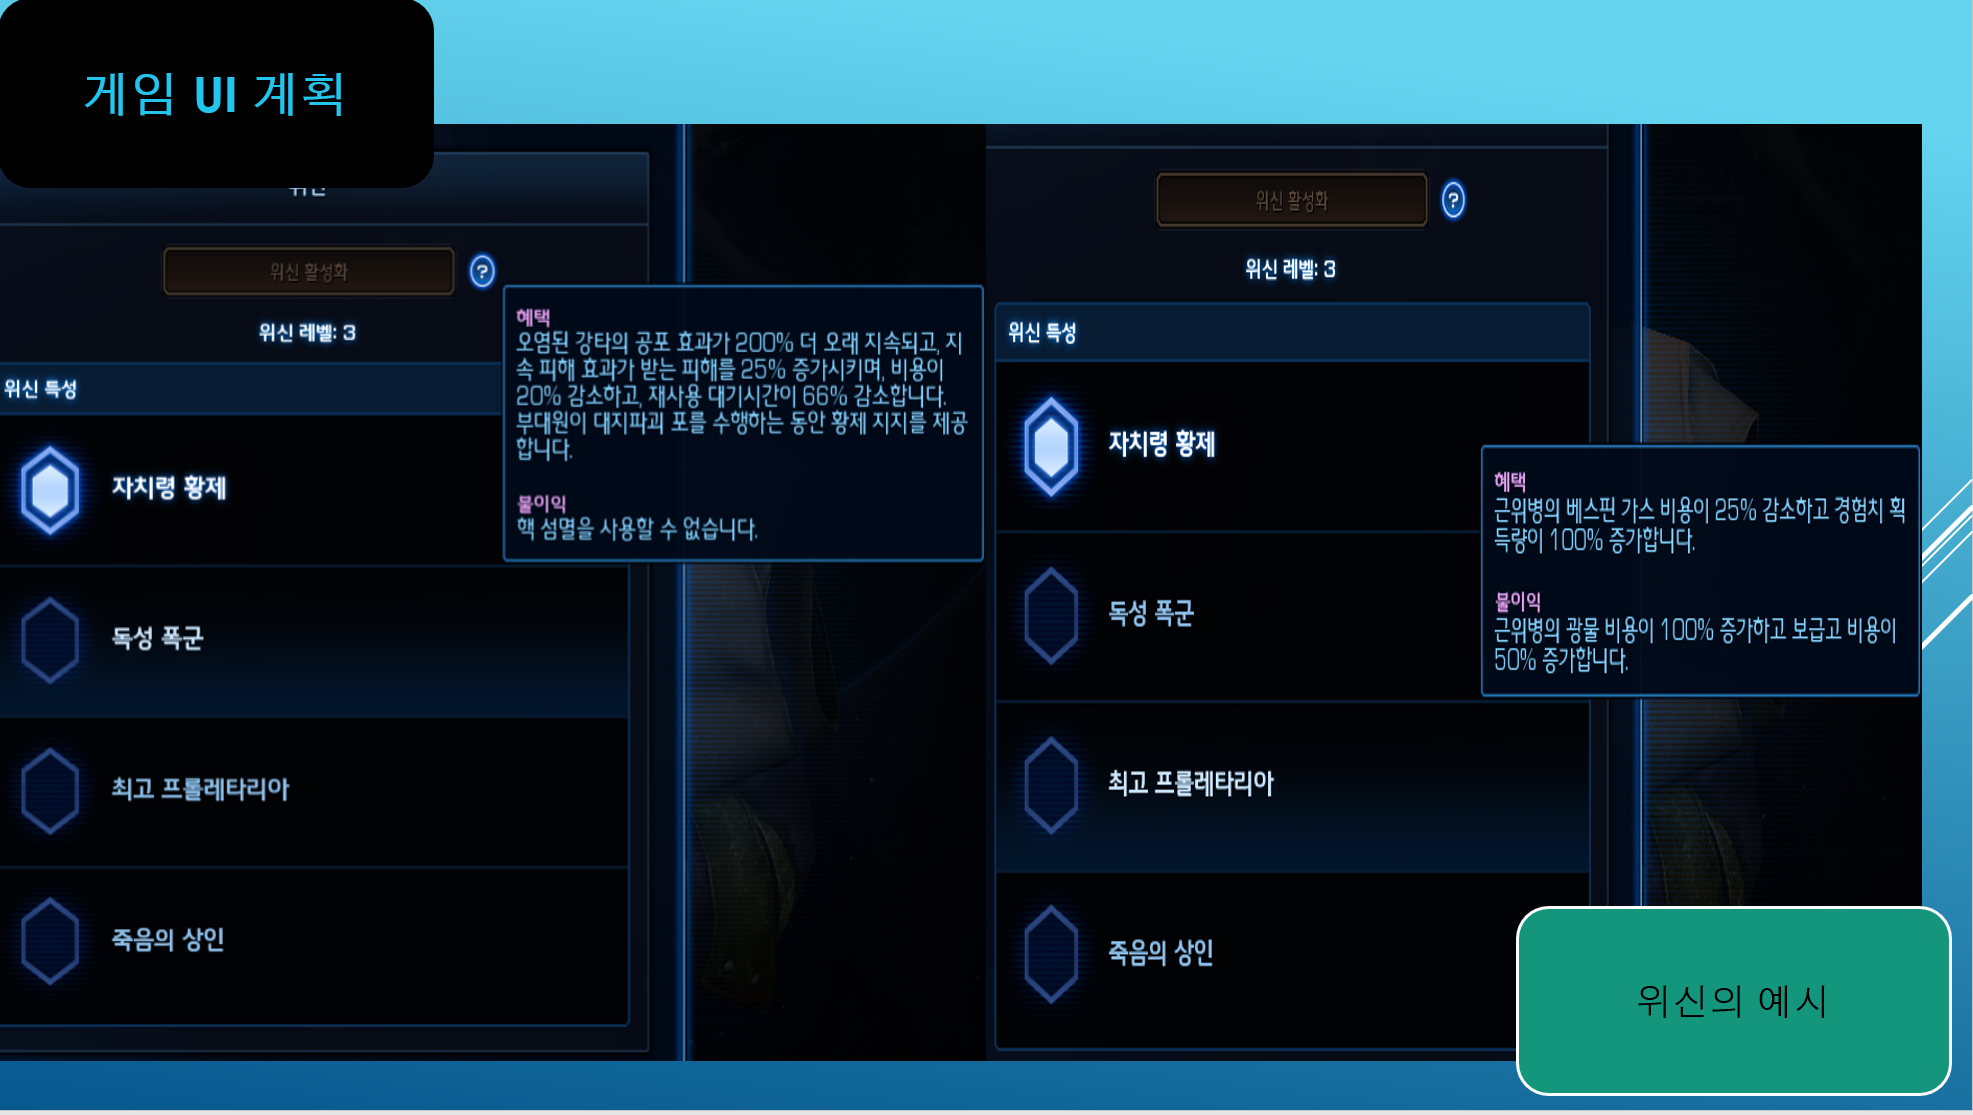 게임 UI 계획
위신
위신 활성화
위신 레벨: 3
위신 특성
자치령 황제
독성 폭군
최고 프롤레타리아
죽음의 상인
혜택
오염된 강타의 공포 효과가 200% 더 오래 지속되고, 지
속 피해 효과가 받는 피해를 25% 증가시키며, 비용이
20% 감소하고, 재사용 대기시간이 66% 감소합니다.
부대원이 대지파괴 포를 수행하는 동안 황제 지지를 제공
합니다.
불이익
핵 섬멸을 사용할 수 없습니다.
위신 활성화
위신 레벨: 3
위신 특성
자치령 황제
독성 폭군
최고 프롤레타리아
죽음의 상인
혜택
근위병의 베스핀 가스 비용이 25% 감소하고 경험치 획
득량이 100% 증가합니다.
불이익
근위병의 광물 비용이 100% 증가하고 보급고 비용이
50% 증가합니다.
위신의 예시